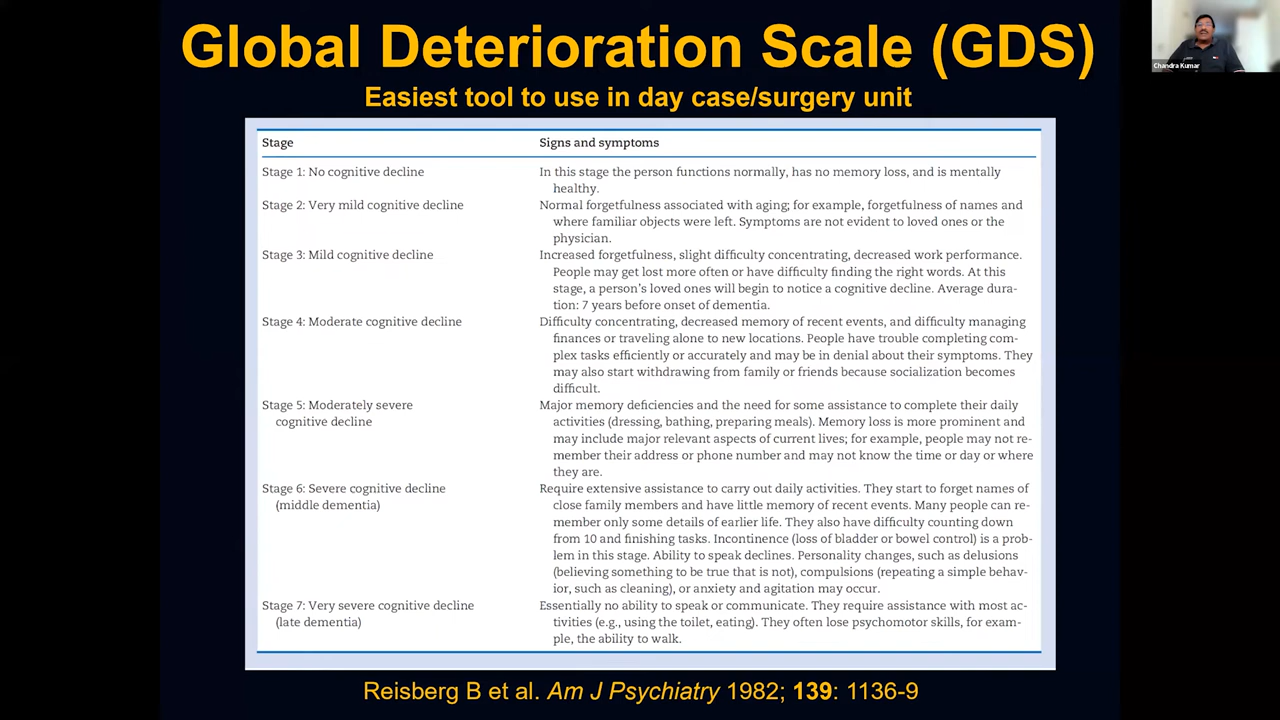 Global Deterioration Scale (GDS)
Chandra Kumar
Easiest tool to use in day case/surgery unit
Stage Signs and symptoms
Stage 1: No cognitive decline In this stage the person functions normally, has no memory loss, and is mentally
healthy.
Stage 2: Very mild cognitive decline Normal forgetfulness associated with aging; for example, forgetfulness of names and
where familiar objects were left. Symptoms are not evident to loved ones or the
physician.
Stage 3: Mild cognitive decline Increased forgetfulness, slight difficulty concentrating, decreased work performance.
People may get lost more often or have difficulty finding the right words. At this
stage, a person's loved ones will begin to notice a cognitive decline. Average dura-
tion: 7 years before onset of dementia.
Stage 4: Moderate cognitive decline Difficulty concentrating, decreased memory of recent events, and difficulty managing
finances or traveling alone to new locations. People have trouble completing com-
plex tasks efficiently or accurately and may be in denial about their symptoms. They
may also start withdrawing from family or friends because socialization becomes
difficult.
Stage 5: Moderately severe Major memory deficiencies and the need for some assistance to complete their daily
cognitive decline activities (dressing, bathing, preparing meals). Memory loss is more prominent and
may include major relevant aspects of current lives; for example, people may not re-
member their address or phone number and may not know the time or day or where
they are.
Stage 6: Severe cognitive decline Require extensive assistance to carry out daily activities. They start to forget names of
(middle dementia) close family members and have little memory of recent events. Many people can re-
member only some details of earlier life. They also have difficulty counting down
from 10 and finishing tasks. Incontinence (loss of bladder or bowel control) is a prob-
lem in this stage. Ability to speak declines. Personality changes, such as delusions
(believing something to be true that is not), compulsions (repeating a simple behav-
ior, such as cleaning), or anxiety and agitation may occur.
Stage 7: Very severe cognitive decline Essentially no ability to speak or communicate. They require assistance with most ac-
(late dementia) tivities (e.g., using the toilet, eating). They often lose psychomotor skills, for exam-
ple, the ability to walk.
Reisberg B et al. Am J Psychiatry 1982; 139: 1136-9